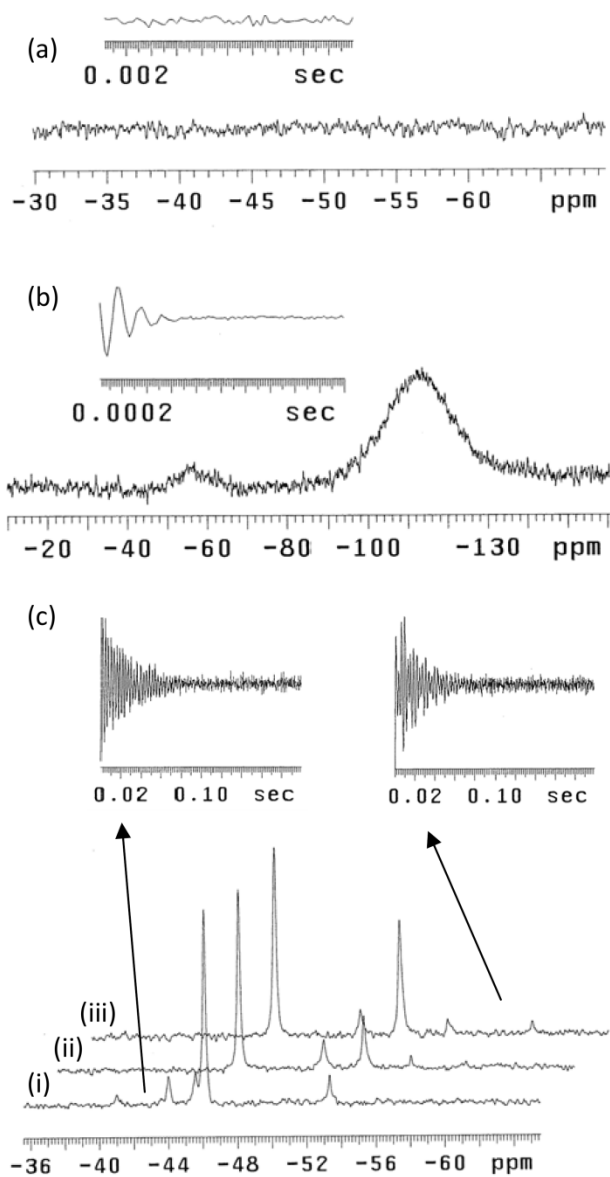 (a)
0.002 sec
-30 -35 -40 -45 -50 -55 -60 ppm
(b)
0.0002 sec
-20 -40 -60 -80 -100 -130 ppm
(c)
0.02 0.10 sec
0.02 0.10 sec
(iii)
(ii)
(i)
-36 -40 -44 -48 -52 -56 -60 ppm